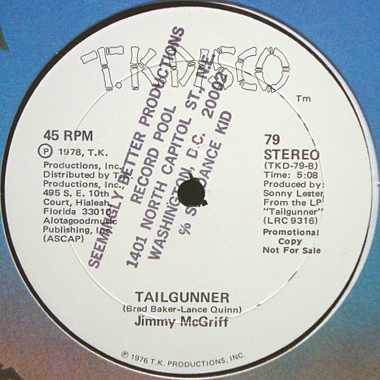 T.K. DISCO
TM
45 RPM
Ⓟ 1978, T.K.
Productions, Inc.
Distributed by T.K.
Productions, Inc.,
495 S. E. 10th
Court, Hialeah,
Florida 33010
Alotagoodmusic
Publishing, Inc.
(ASCAP)
SEEMINGLY BETTER PRODUCTIONS
RECORD POOL
1401 NORTH CAPITOL ST., N.E.
WASHINGTON D.C. 20002
% DANCE KID
79
STEREO
(TKD-79-B)
Time: 5:08
Produced by:
Sonny Lester
From the LP
"Tailgunner"
(LRC 9316)
Promotional
Copy
Not For Sale
TAILGUNNER
(Brad Baker-Lance Quinn)
Jimmy McGriff
Ⓟ 1976 T.K. PRODUCTIONS, INC.